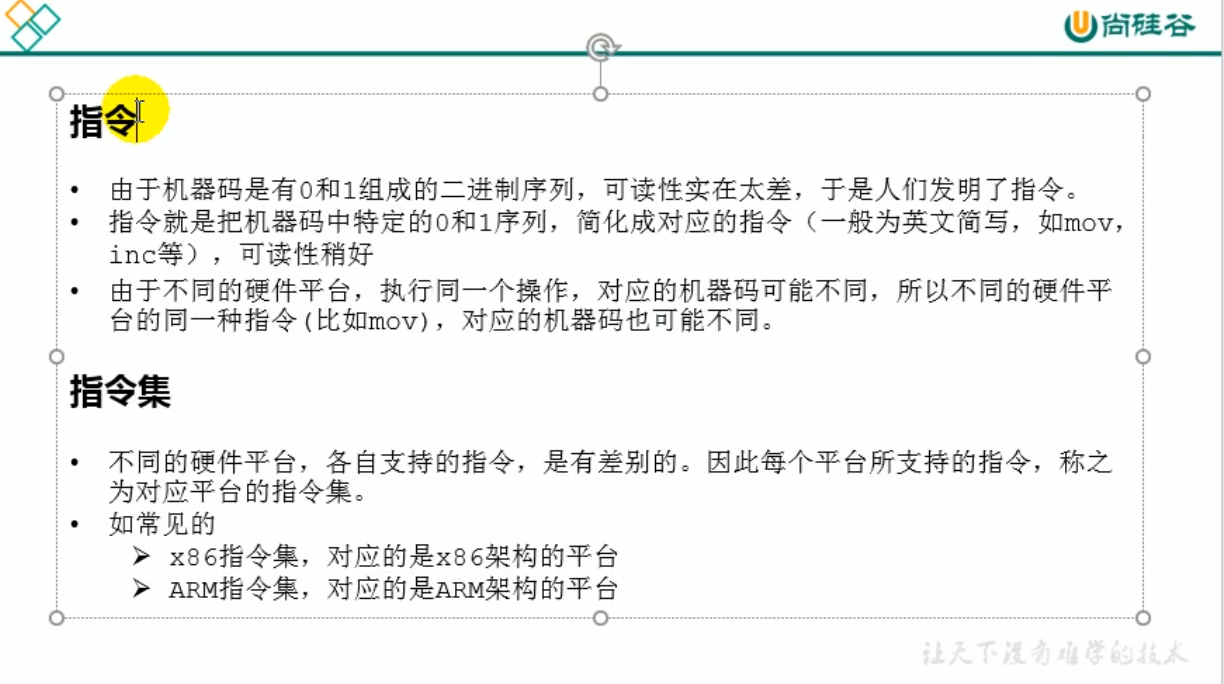 尚硅谷
指令
• 由于机器码是有0和1组成的二进制序列，可读性实在太差，于是人们发明了指令。
• 指令就是把机器码中特定的0和1序列，简化成对应的指令（一般为英文简写，如mov，
inc等），可读性稍好
• 由于不同的硬件平台，执行同一个操作，对应的机器码可能不同，所以不同的硬件平
台的同一种指令(比如mov)，对应的机器码也可能不同。
指令集
• 不同的硬件平台，各自支持的指令，是有差别的。因此每个平台所支持的指令，称之
为对应平台的指令集。
• 如常见的
➢ x86指令集，对应的是x86架构的平台
➢ ARM指令集，对应的是ARM架构的平台
让天下没有难学的技术